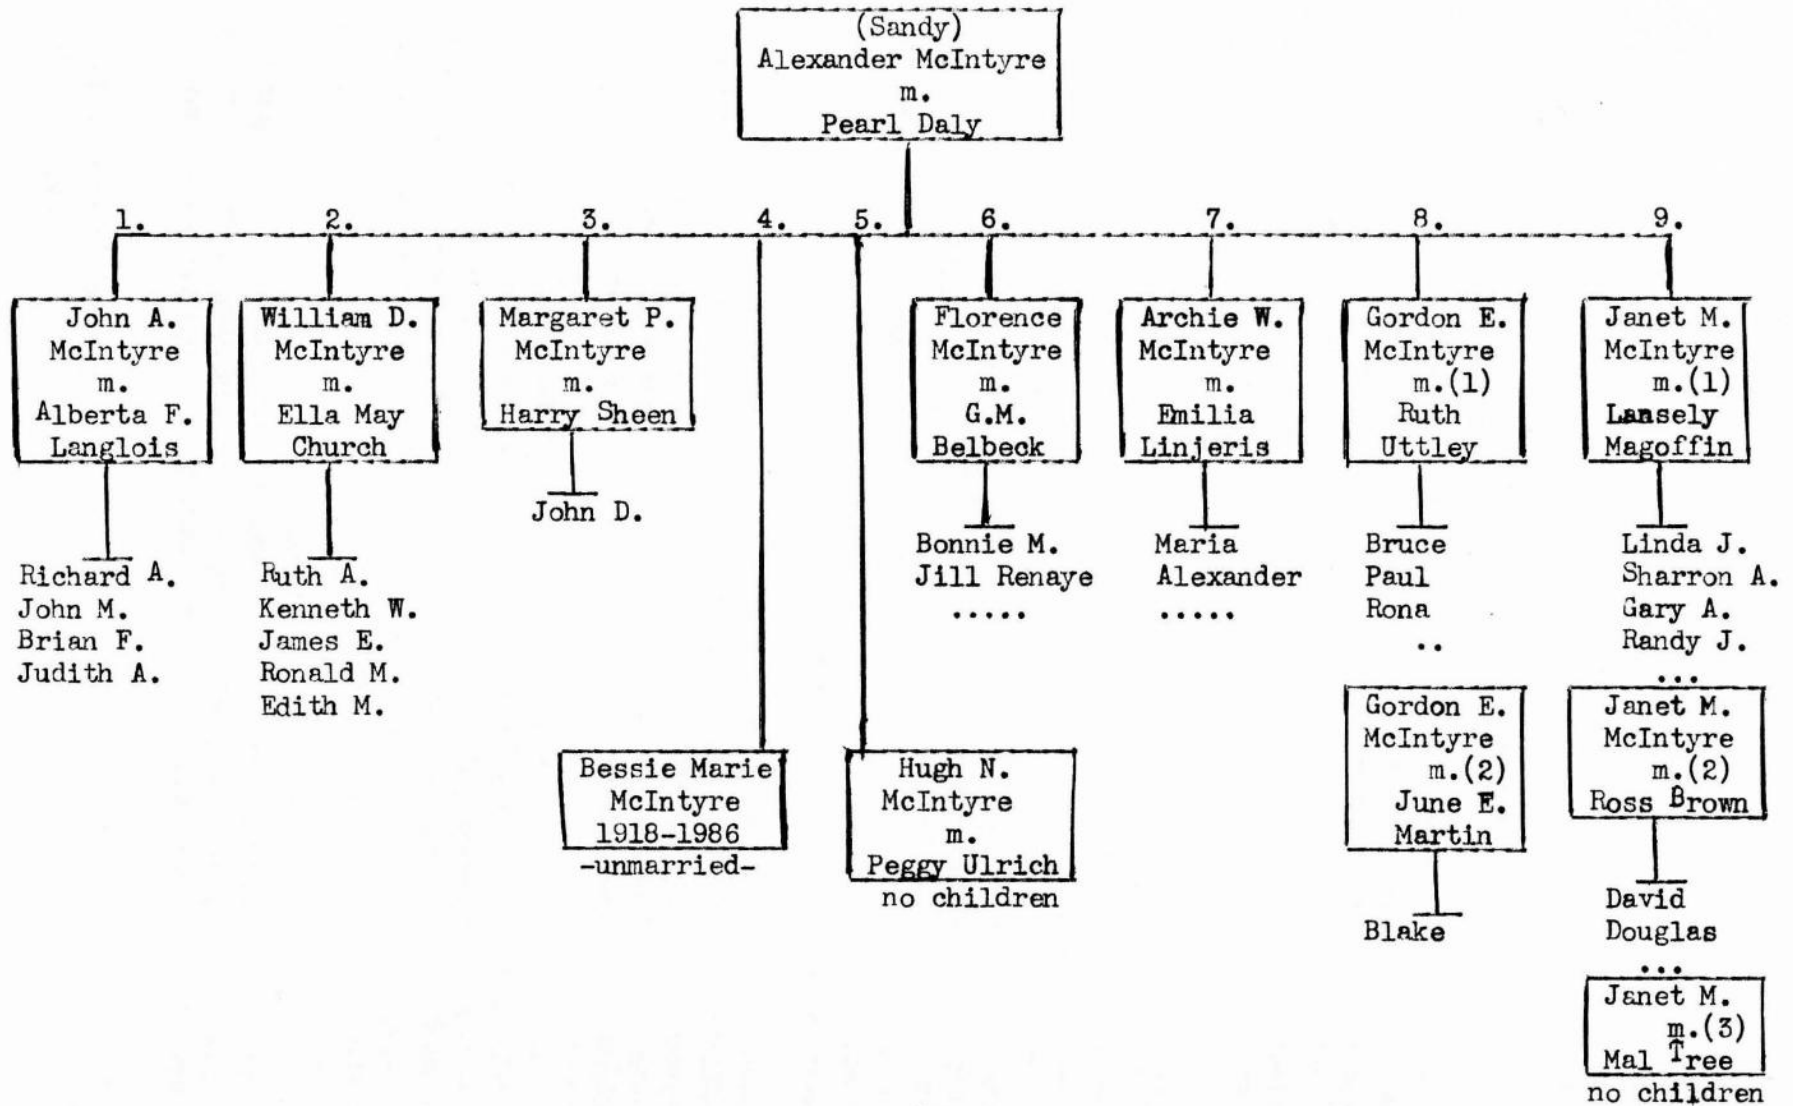 (Sandy)
Alexander McIntyre
m.
Pearl Daly
1.
2.
3.
4.
5.
6.
7.
8.
9.
John A.
McIntyre
m.
Alberta F.
Langlois
Richard A.
John M.
Brian F.
Judith A.
William D.
McIntyre
m.
Ella May
Church
Ruth A.
Kenneth W.
James E.
Ronald M.
Edith M.
Margaret P.
McIntyre
m.
Harry Sheen
John D.
Bessie Marie
McIntyre
1918-1986
-unmarried-
Hugh N.
McIntyre
m.
Peggy Ulrich
no children
Florence
McIntyre
m.
G.M.
Belbeck
Bonnie M.
Jill Renaye
.....
Archie W.
McIntyre
m.
Emilia
Linjeris
Maria
Alexander
.....
Gordon E.
McIntyre
m.(1)
Ruth
Uttley
Bruce
Paul
Rona
..
Gordon E.
McIntyre
m.(2)
June E.
Martin
Blake
Janet M.
McIntyre
m.(1)
Lansely
Magoffin
Linda J.
Sharron A.
Gary A.
Randy J.
...
Janet M.
McIntyre
m.(2)
Ross Brown
David
Douglas
...
Janet M.
m.(3)
Mal Tree
no children